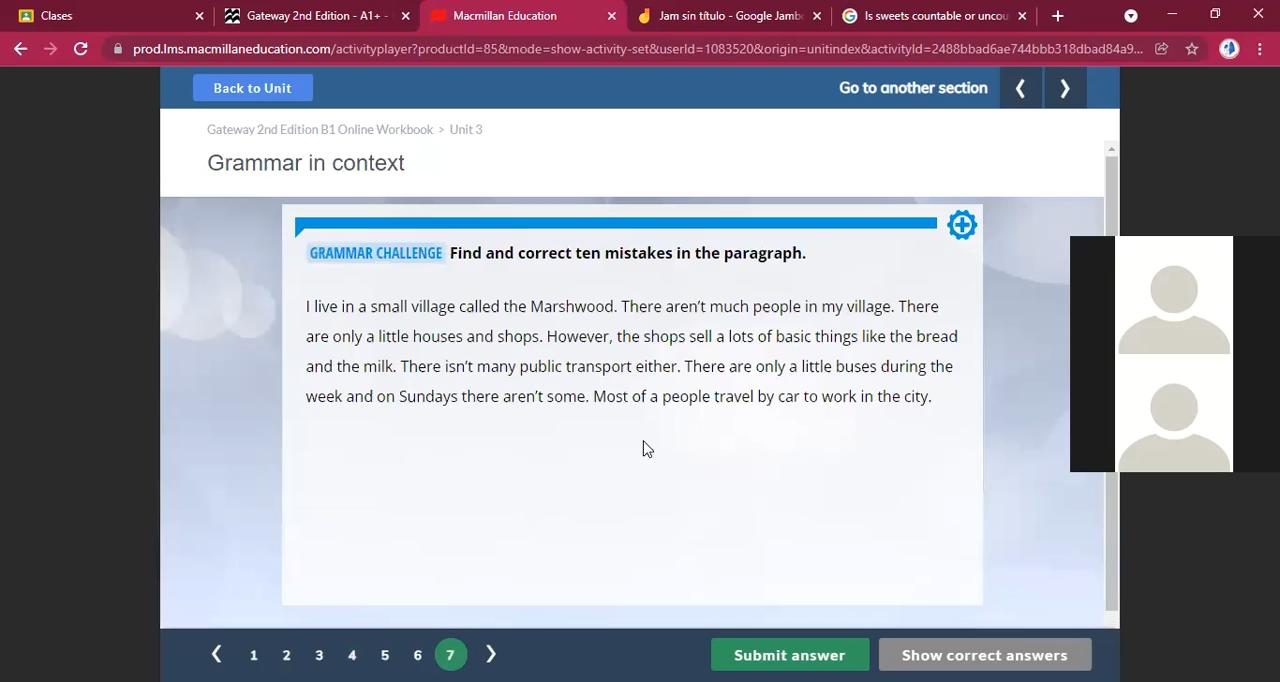 Clases
Gateway 2nd Edition - A1+ -
Macmillan Education
Jam sin título - Google Jamb
Is sweets countable or uncou
prod.lms.macmillaneducation.com/activityplayer?productId=85&mode=show-activity-set&userId=1083520&origin=unitindex&activityId=2488bbad6ae744bbb318dbad84a9...
Back to Unit
Go to another section
Gateway 2nd Edition B1 Online Workbook > Unit 3
Grammar in context
GRAMMAR CHALLENGE Find and correct ten mistakes in the paragraph.
I live in a small village called the Marshwood. There aren't much people in my village. There
are only a little houses and shops. However, the shops sell a lots of basic things like the bread
and the milk. There isn't many public transport either. There are only a little buses during the
week and on Sundays there aren't some. Most of a people travel by car to work in the city.
1 2 3 4 5 6 7
Submit answer
Show correct answers